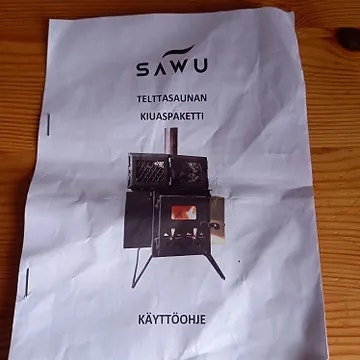 SAWU
TELTTASAUNAN
KIUASPAKETTI
KÄYTTÖOHJE